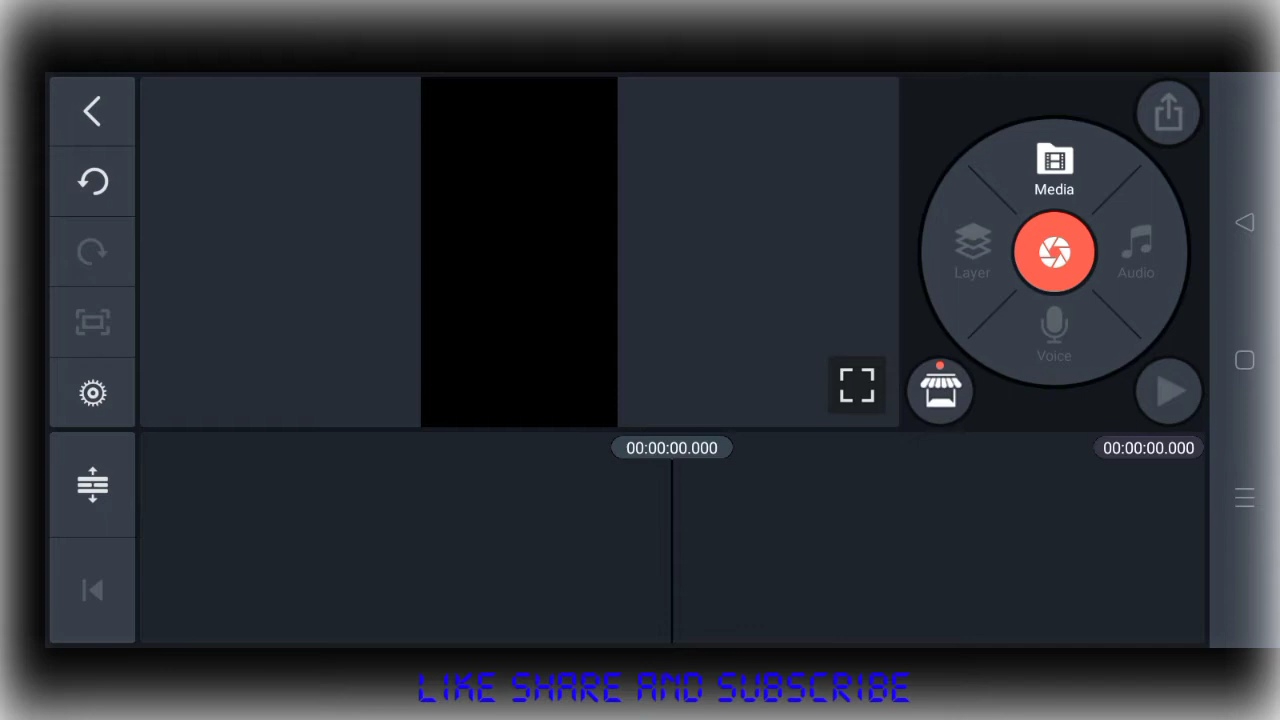 Media
Layer
Audio
Voice
00:00:00.000
00:00:00.000
LIKE SHARE AND SUBSCRIBE